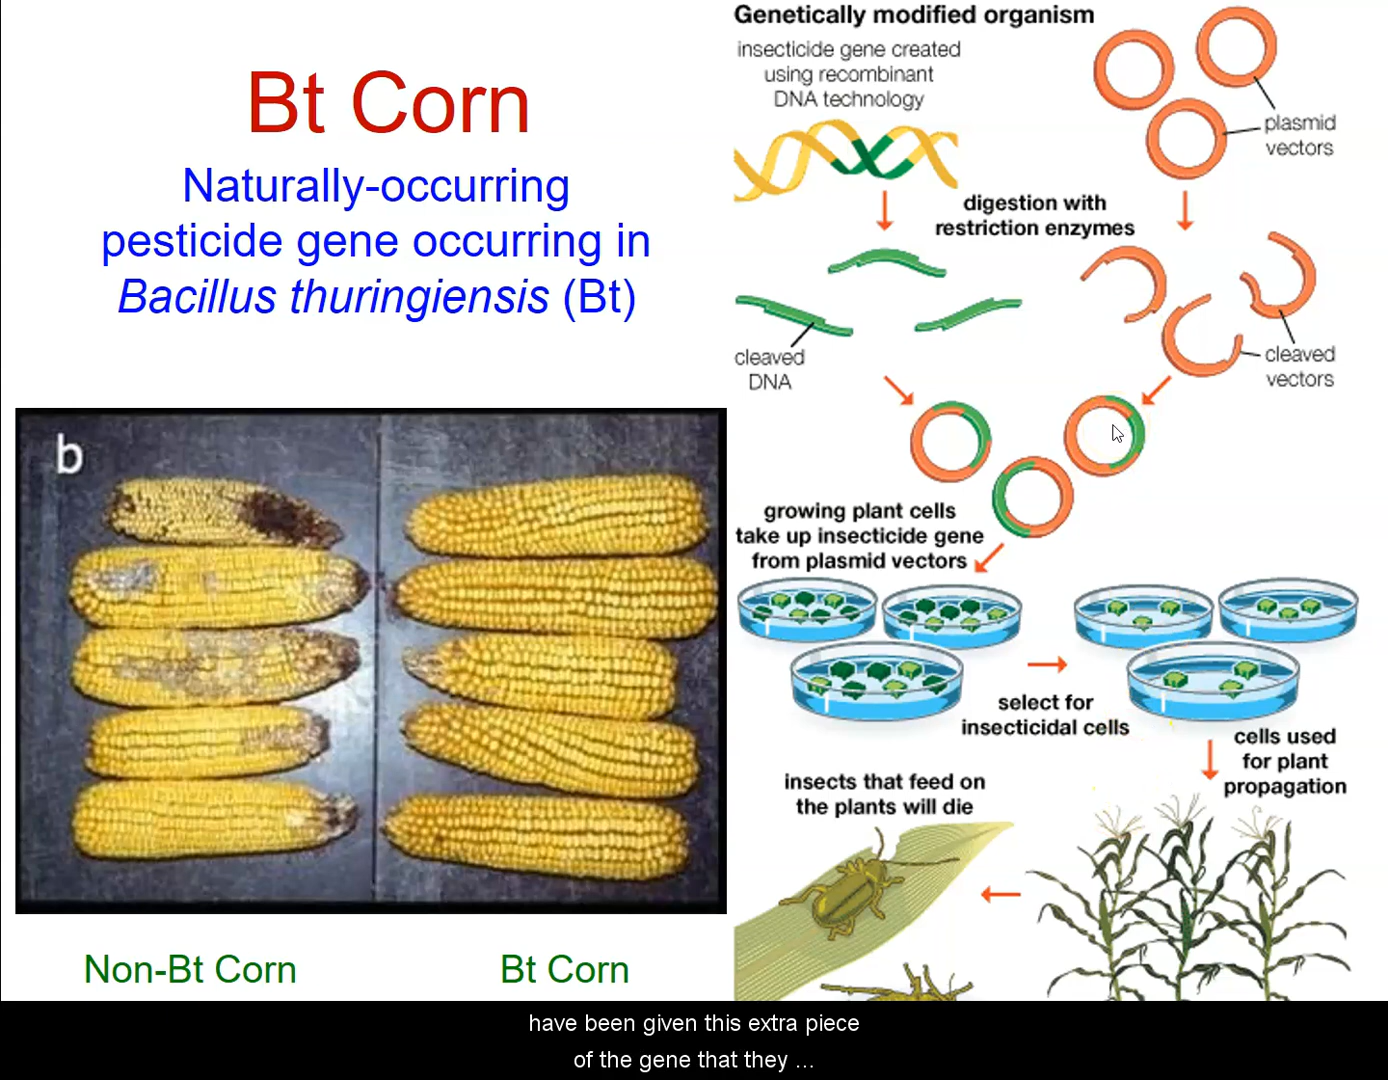 Bt Corn
Naturally-occurring
pesticide gene occurring in
Bacillus thuringiensis (Bt)
b
Non-Bt Corn
Bt Corn
Genetically modified organism
insecticide gene created
using recombinant
DNA technology
plasmid
vectors
digestion with
restriction enzymes
cleaved
DNA
cleaved
vectors
growing plant cells
take up insecticide gene
from plasmid vectors
select for
insecticidal cells
cells used
for plant
propagation
insects that feed on
the plants will die
have been given this extra piece
of the gene that they ...